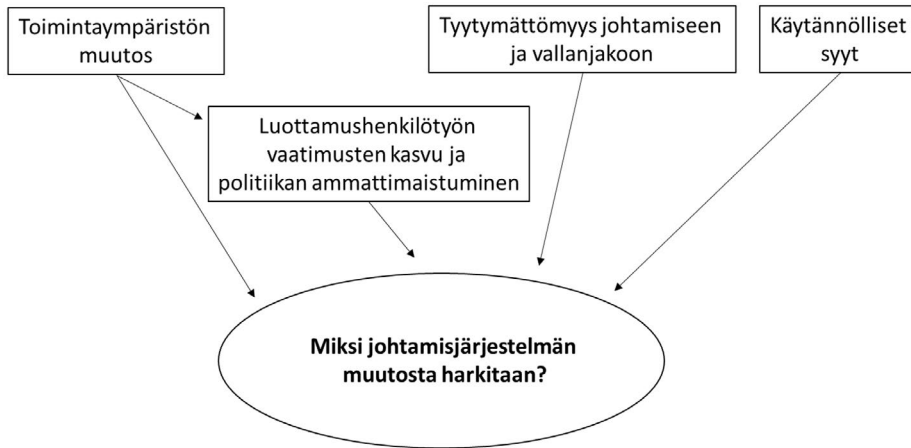 Toimintaympäristön
muutos
Tyytymättömyys johtamiseen
ja vallanjakoon
Käytännölliset
syyt
Luottamushenkilötyön
vaatimusten kasvu ja
politiikan ammattimaistuminen
Miksi johtamisjärjestelmän
muutosta harkitaan?